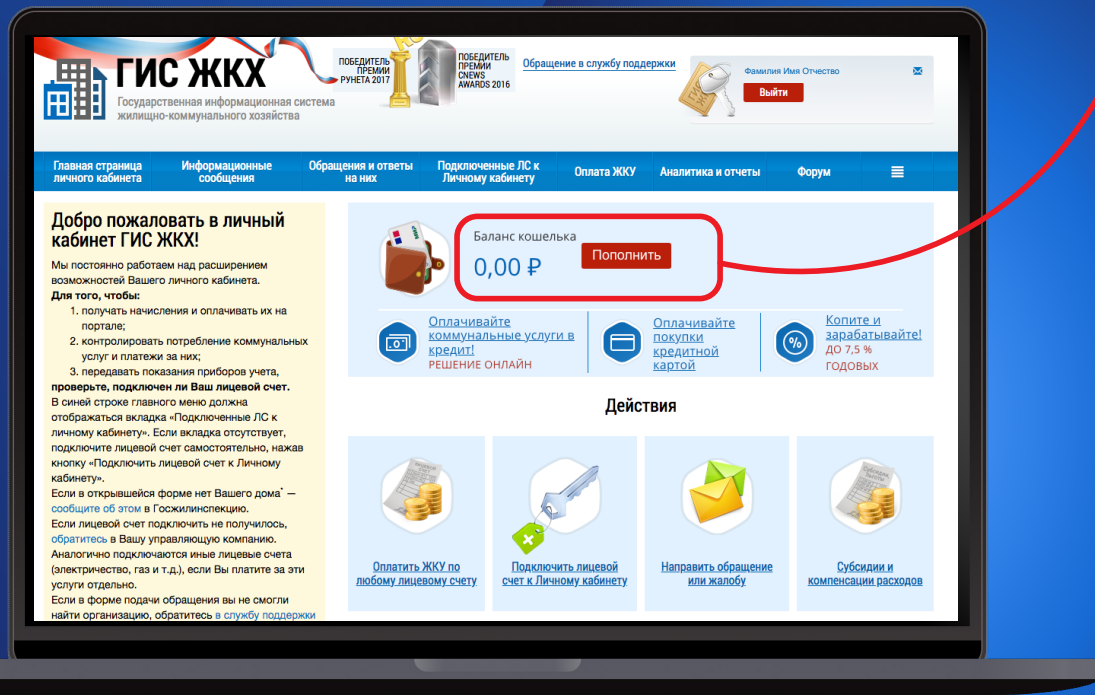 ПОБЕДИТЕЛЬ
ПРЕМИИ
РУНЕТА 2017
ПОБЕДИТЕЛЬ
ПРЕМИИ
CNEWS
AWARDS 2016
Обращение в службу поддержки
Фамилия Имя Отчество
Выйти
ГИС ЖКХ
Государственная информационная система
жилищно-коммунального хозяйства
Главная страница
личного кабинета
Информационные
сообщения
Обращения и ответы
на них
Подключенные ЛС к
Личному кабинету
Оплата ЖКУ
Аналитика и отчеты
Форум
Добро пожаловать в личный
кабинет ГИС ЖКХ!
Мы постоянно работаем над расширением
возможностей Вашего личного кабинета.
Для того, чтобы:
1. получать начисления и оплачивать их на
портале;
2. контролировать потребление коммунальных
услуг и платежи за них;
3. передавать показания приборов учета,
проверьте, подключен ли Ваш лицевой счет.
В синей строке главного меню должна
отображаться вкладка «Подключенные ЛС к
личному кабинету». Если вкладка отсутствует,
подключите лицевой счет самостоятельно, нажав
кнопку «Подключить лицевой счет к Личному
кабинету».
Если в открывшейся форме нет Вашего дома* —
сообщите об этом в Госжилинспекцию.
Если лицевой счет подключить не получилось,
обратитесь в Вашу управляющую компанию.
Аналогично подключаются иные лицевые счета
(электричество, газ и т.д.), если Вы платите за эти
услуги отдельно.
Если в форме подачи обращения вы не смогли
найти организацию, обратитесь в службу поддержки
Баланс кошелька
0,00 ₽
Пополнить
Оплачивайте
коммунальные услуги в
кредит!
РЕШЕНИЕ ОНЛАЙН
Оплачивайте
покупки
кредитной
картой
Копите и
зарабатывайте!
ДО 7,5 %
ГОДОВЫХ
Действия
Оплатить ЖКУ по
любому лицевому счету
Подключить лицевой
счет к Личному кабинету
Направить обращение
или жалобу
Субсидии и
компенсации расходов